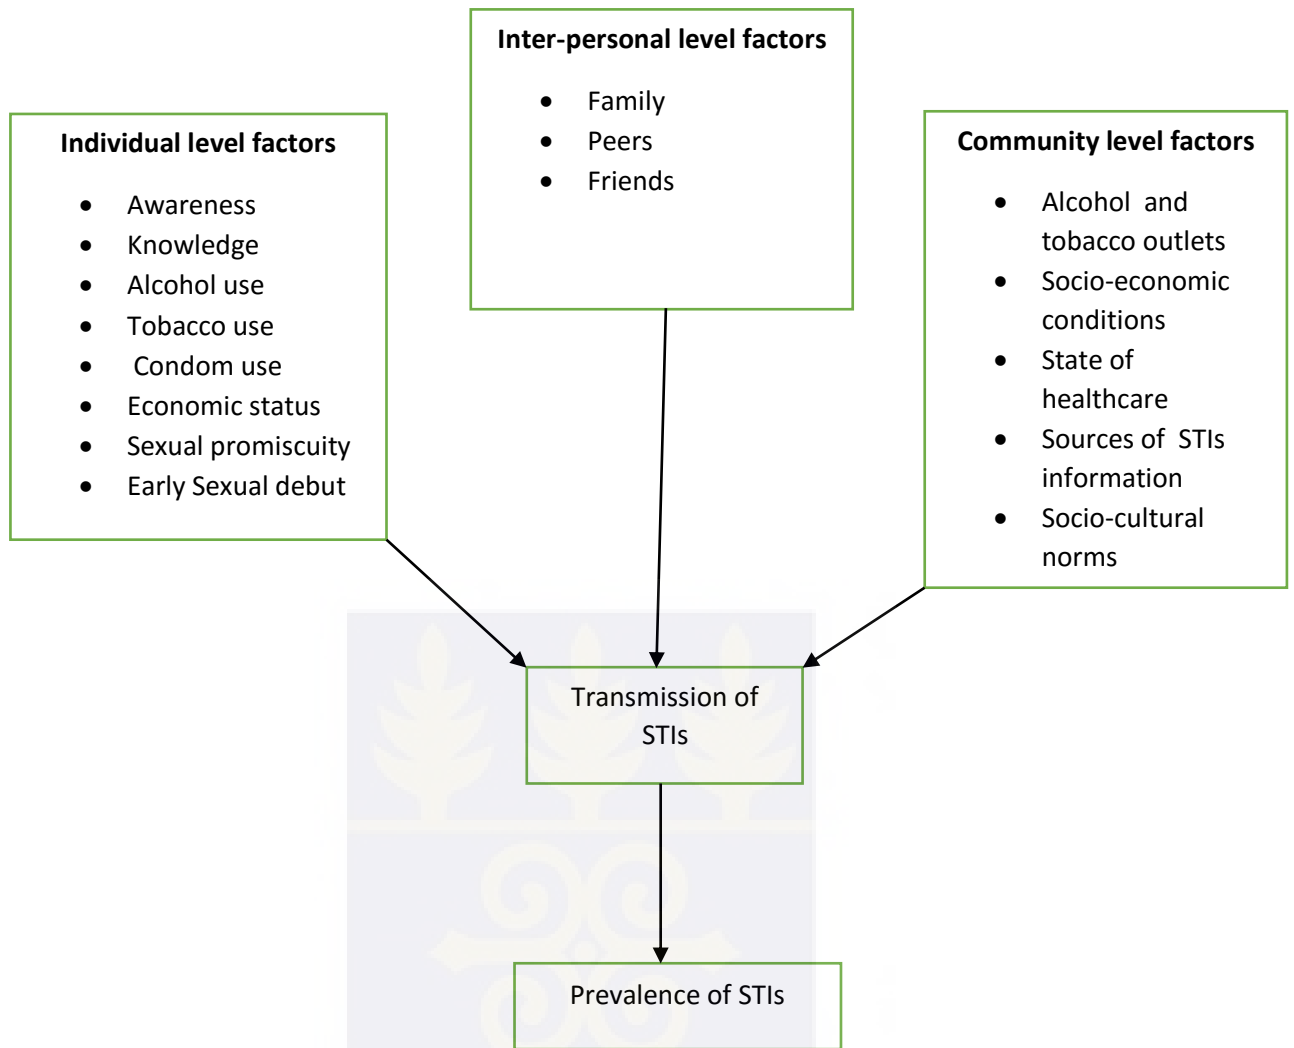 Inter-personal level factors
• Family
• Peers
• Friends
Individual level factors
• Awareness
• Knowledge
• Alcohol use
• Tobacco use
• Condom use
• Economic status
• Sexual promiscuity
• Early Sexual debut
Community level factors
• Alcohol and
tobacco outlets
• Socio-economic
conditions
• State of
healthcare
• Sources of STIs
information
• Socio-cultural
norms
Transmission of
STIs
Prevalence of STIs